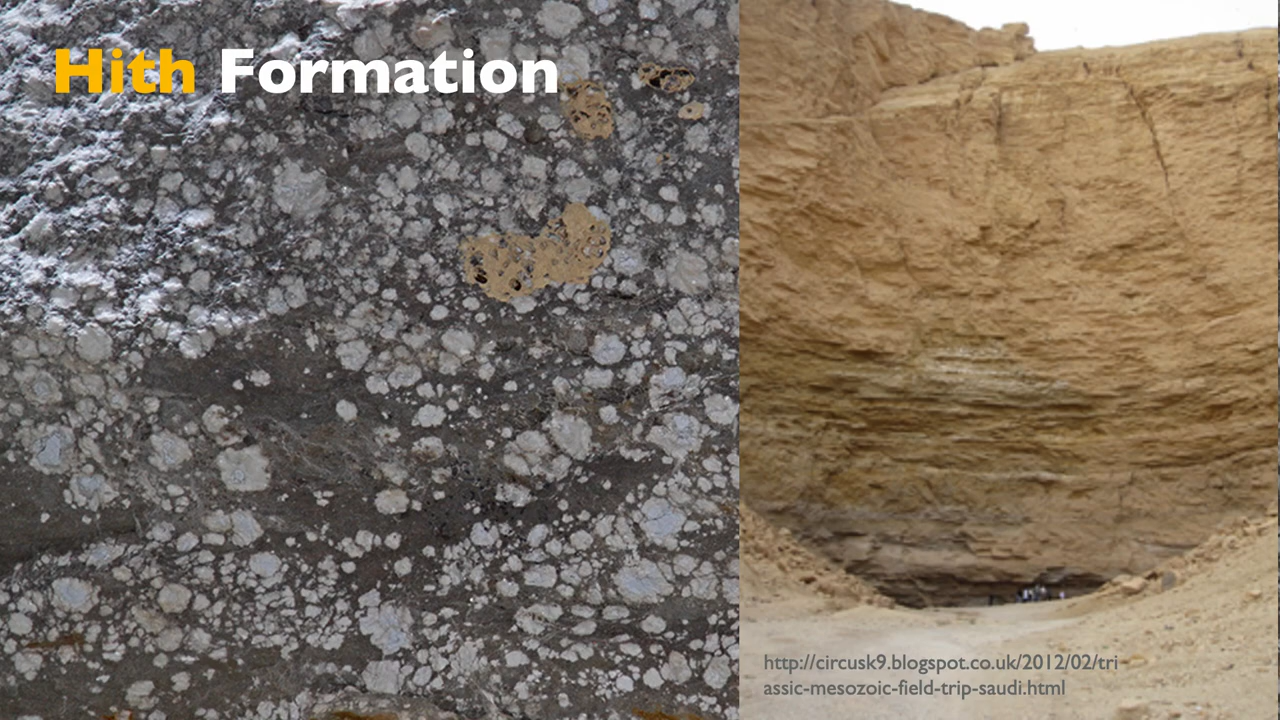 Hith Formation
http://circusk9.blogspot.co.uk/2012/02/tri
assic-mesozoic-field-trip-saudi.html